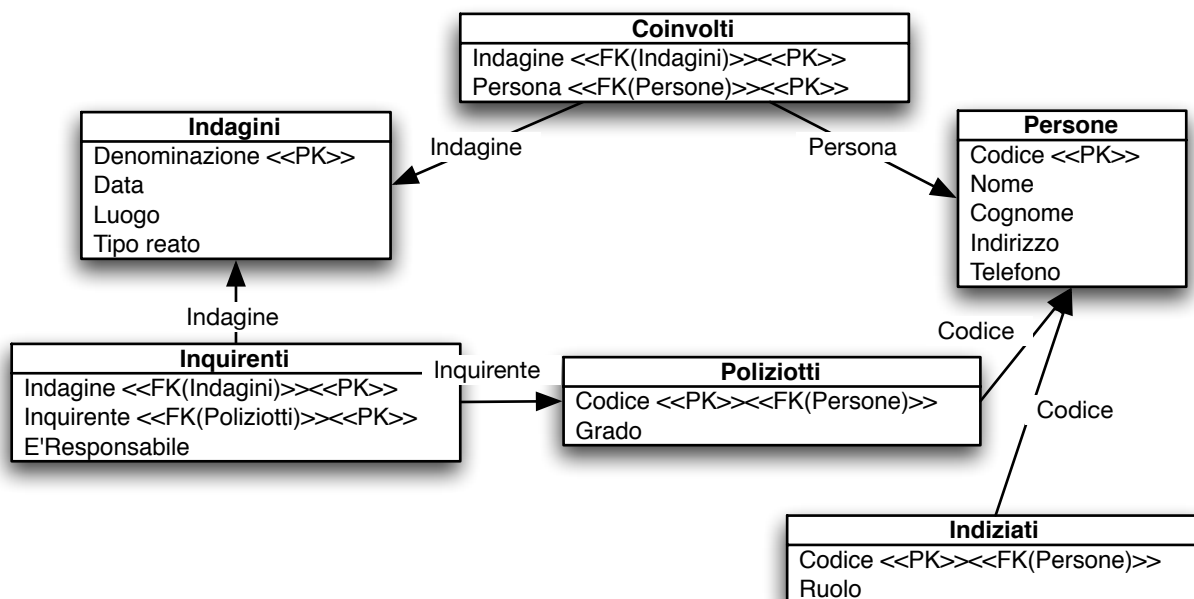 Coinvolti
Indagine <<FK(Indagini)>><<PK>>
Persona <<FK(Persone)>><<PK>>
Indagini
Denominazione <<PK>>
Data
Luogo
Tipo reato
Indagine
Persona
Persone
Codice <<PK>>
Nome
Cognome
Indirizzo
Telefono
Indagine
Inquirenti
Indagine <<FK(Indagini)>><<PK>>
Inquirente <<FK(Poliziotti)>><<PK>>
E'Responsabile
Inquirente
Poliziotti
Codice <<PK>><<FK(Persone)>>
Grado
Codice
Codice
Indiziati
Codice <<PK>><<FK(Persone)>>
Ruolo